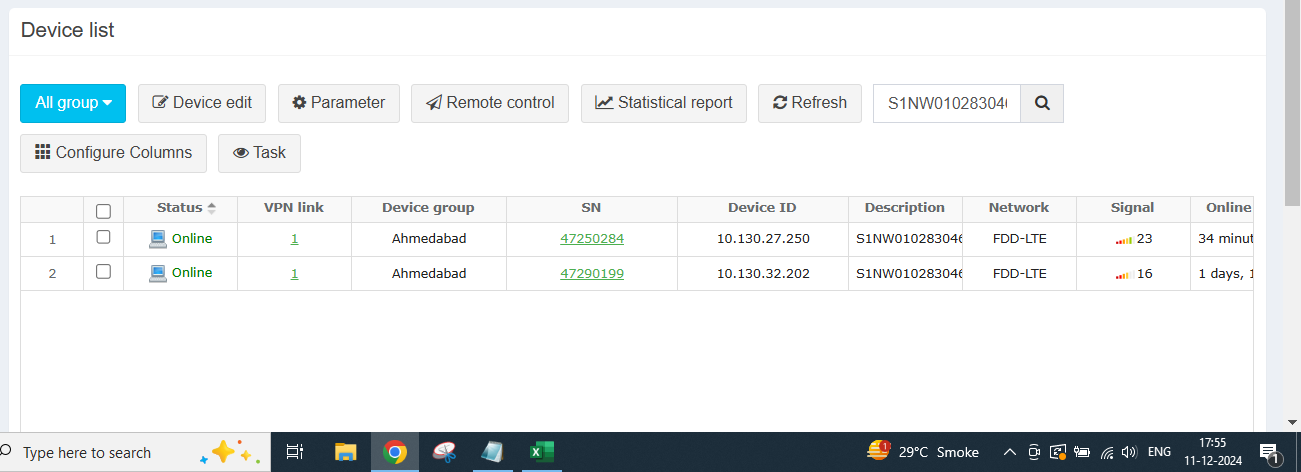 Device list
All group Device edit Parameter Remote control Statistical report Refresh S1NW01028304
Configure Columns Task
Status VPN link Device group SN Device ID Description Network Signal Online
1 Online 1 Ahmedabad 47250284 10.130.27.250 S1NW010283046 FDD-LTE 23 34 minut
2 Online 1 Ahmedabad 47290199 10.130.32.202 S1NW010283046 FDD-LTE 16 1 days, 1
Type here to search 1 29°C Smoke ENG 17:55
11-12-2024 1